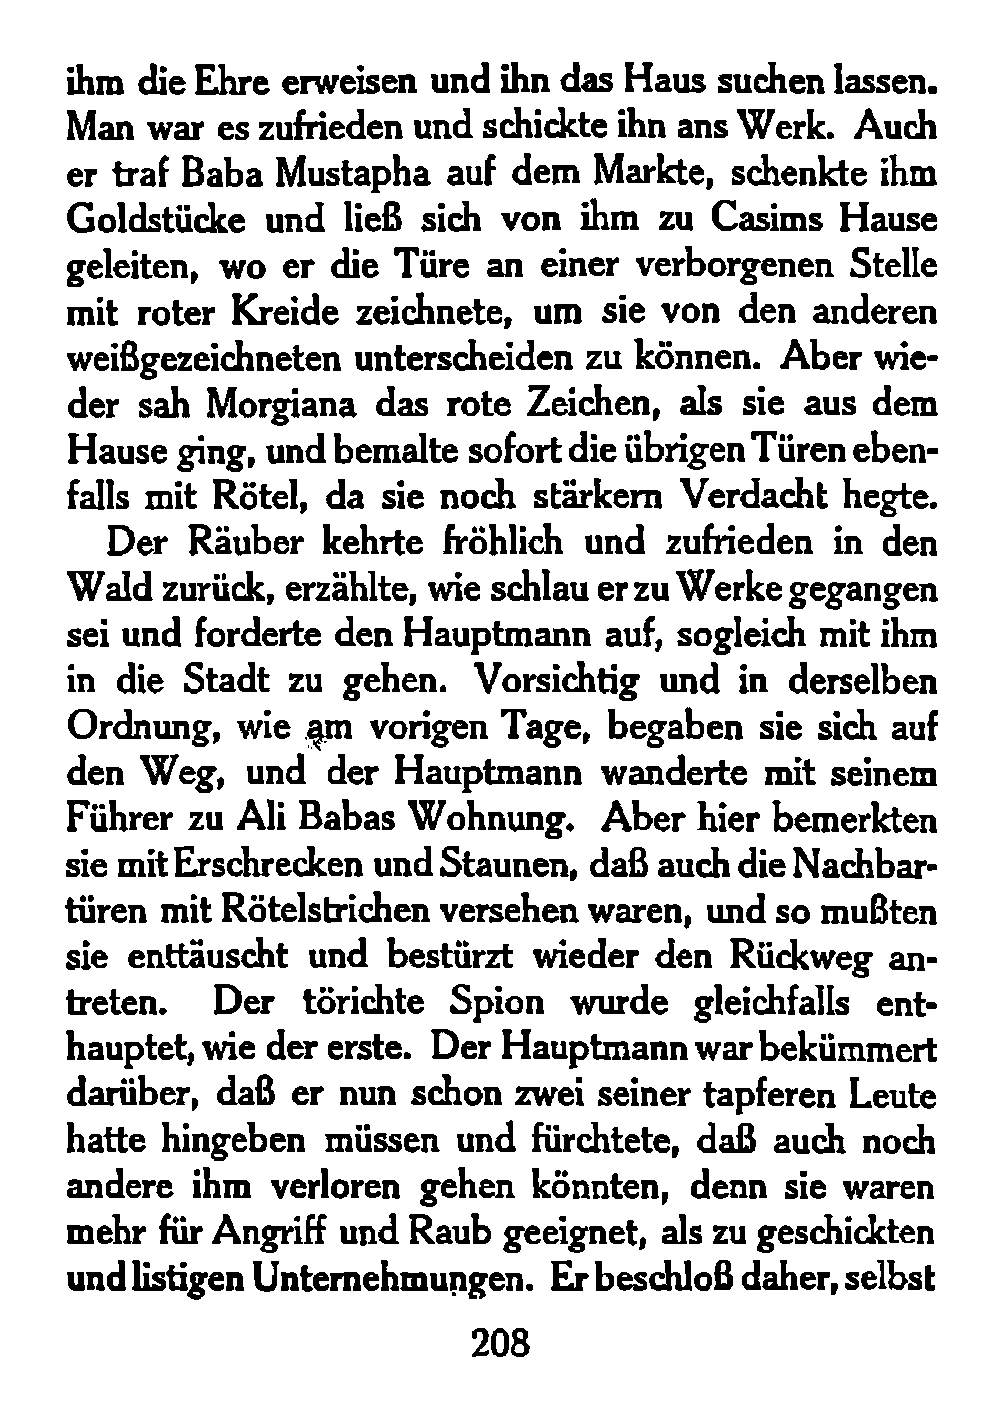 ihm die Ehre erweisen und ihn das Haus suchen lassen.
Man war es zufrieden und schickte ihn ans Werk. Auch
er traf Baba Mustapha auf dem Markte, schenkte ihm
Goldstücke und ließ sich von ihm zu Casims Hause
geleiten, wo er die Türe an einer verborgenen Stelle
mit roter Kreide zeichnete, um sie von den anderen
weißgezeichneten unterscheiden zu können. Aber wie-
der sah Morgiana das rote Zeichen, als sie aus dem
Hause ging, und bemalte sofort die übrigen Türen eben-
falls mit Rötel, da sie noch stärkern Verdacht hegte.
Der Räuber kehrte fröhlich und zufrieden in den
Wald zurück, erzählte, wie schlau er zu Werke gegangen
sei und forderte den Hauptmann auf, sogleich mit ihm
in die Stadt zu gehen. Vorsichtig und in derselben
Ordnung, wie am vorigen Tage, begaben sie sich auf
den Weg, und der Hauptmann wanderte mit seinem
Führer zu Ali Babas Wohnung. Aber hier bemerkten
sie mit Erschrecken und Staunen, daß auch die Nachbar-
türen mit Rötelstrichen versehen waren, und so mußten
sie enttäuscht und bestürzt wieder den Rückweg an-
treten. Der törichte Spion wurde gleichfalls ent-
hauptet, wie der erste. Der Hauptmann war bekümmert
darüber, daß er nun schon zwei seiner tapferen Leute
hatte hingeben müssen und fürchtete, daß auch noch
andere ihm verloren gehen könnten, denn sie waren
mehr für Angriff und Raub geeignet, als zu geschickten
und listigen Unternehmungen. Er beschloß daher, selbst
208